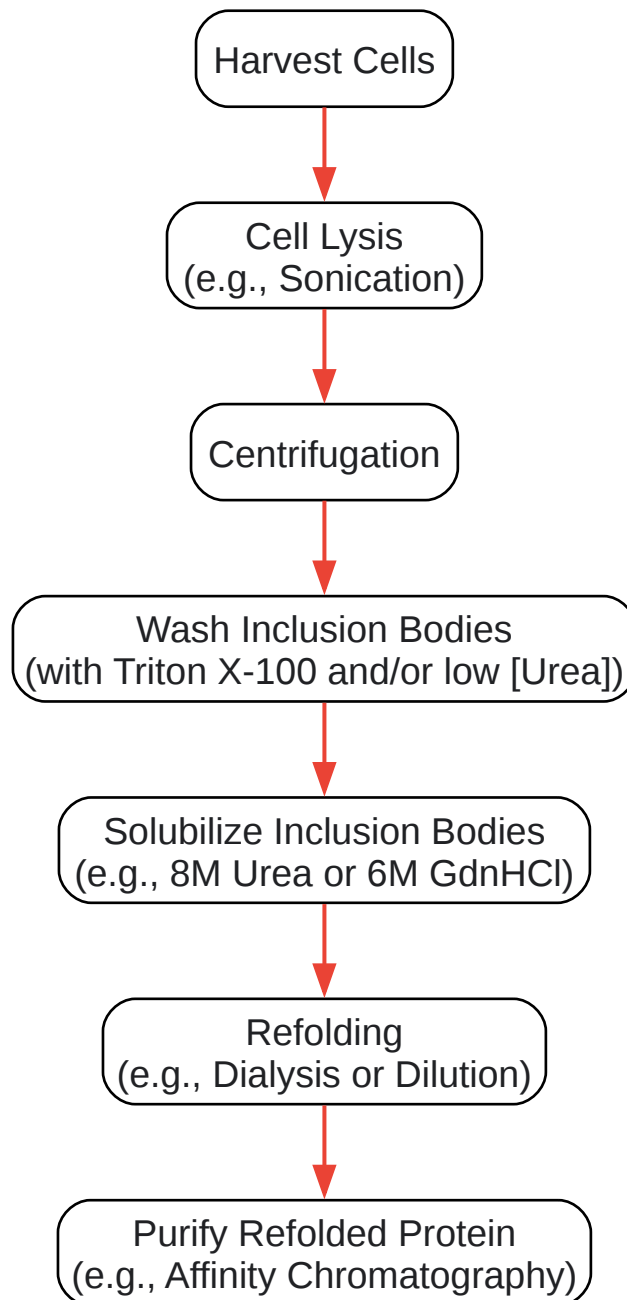 Harvest Cells
Cell Lysis
(e.g., Sonication)
Centrifugation
Wash Inclusion Bodies
(with Triton X-100 and/or low [Urea])
Solubilize Inclusion Bodies
(e.g., 8M Urea or 6M GdnHCl)
Refolding
(e.g., Dialysis or Dilution)
Purify Refolded Protein
(e.g., Affinity Chromatography)